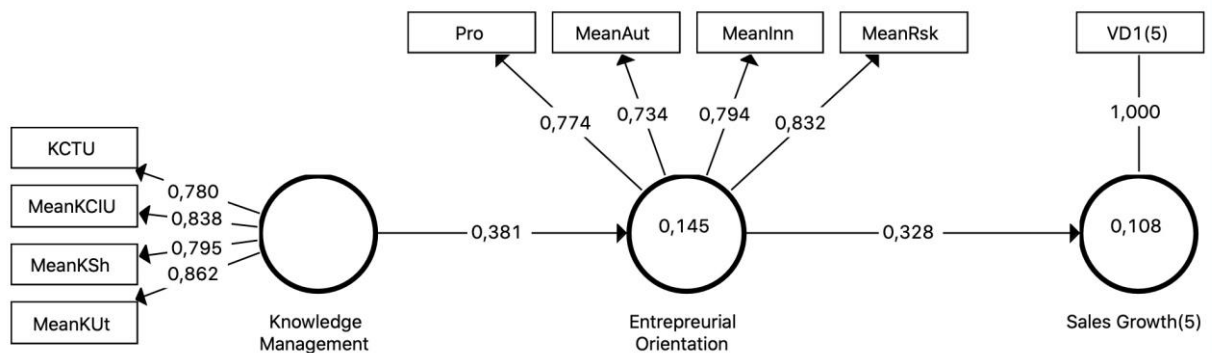 Pro
MeanAut
MeanInn
MeanRsk
VD1(5)
0,774
0,734
0,794
0,832
1,000
KCTU
MeanKCIU
MeanKSh
MeanKUt
0,780
0,838
0,795
0,862
0,381
0,145
0,328
0,108
Knowledge
Management
Entrepreurial
Orientation
Sales Growth(5)